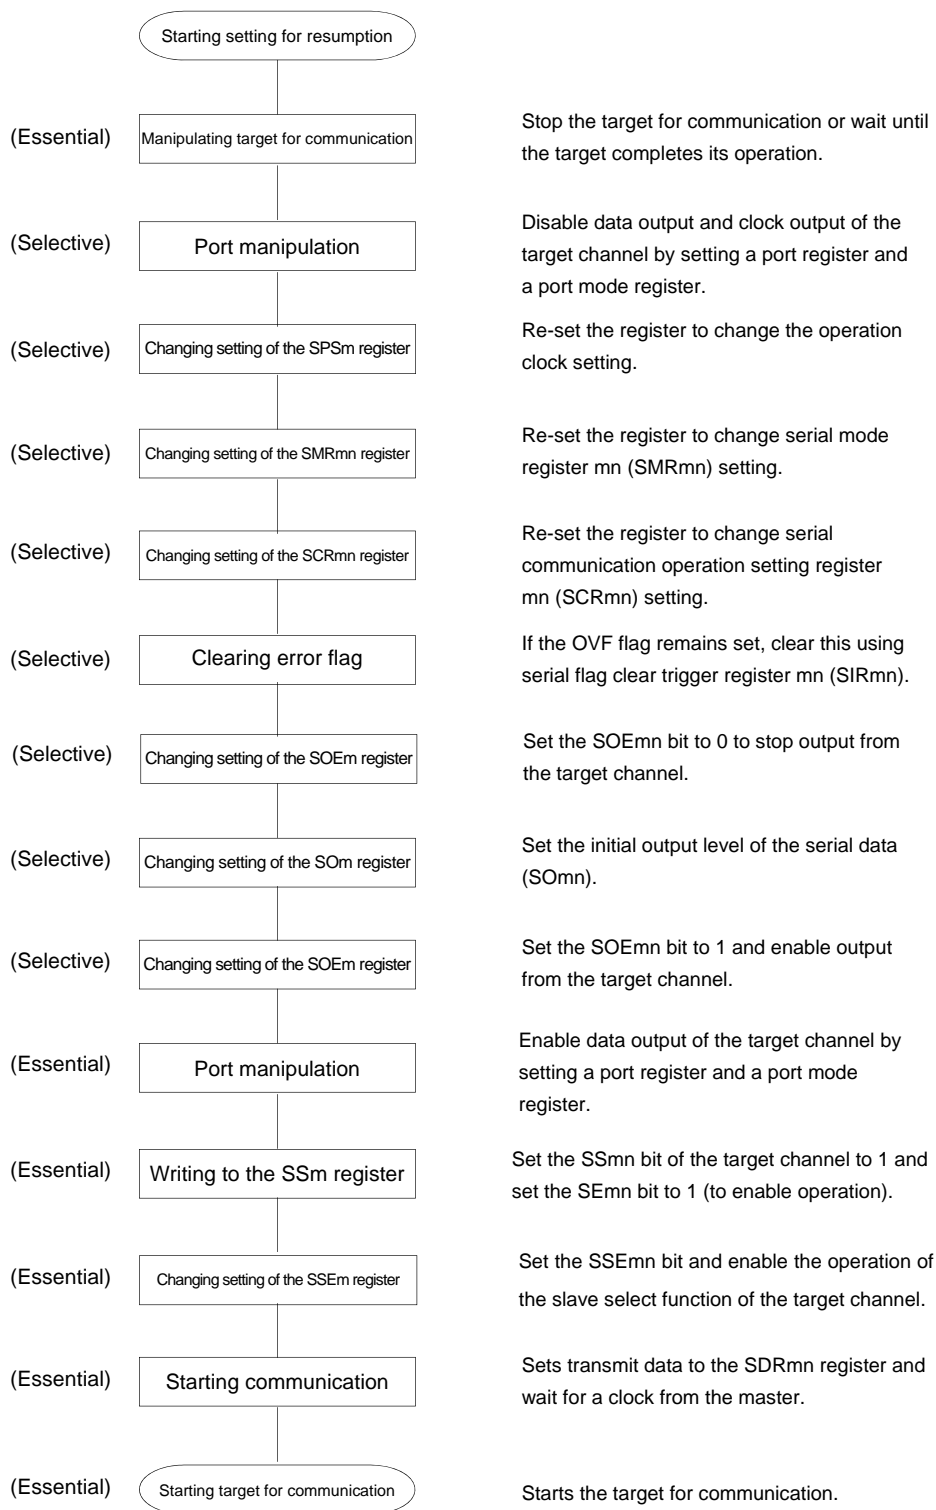 Starting setting for resumption
(Essential)
Manipulating target for communication
Stop the target for communication or wait until
the target completes its operation.
(Selective)
Port manipulation
Disable data output and clock output of the
target channel by setting a port register and
a port mode register.
(Selective)
Changing setting of the SPSm register
Re-set the register to change the operation
clock setting.
(Selective)
Changing setting of the SMRmn register
Re-set the register to change serial mode
register mn (SMRmn) setting.
(Selective)
Changing setting of the SCRmn register
Re-set the register to change serial
communication operation setting register
mn (SCRmn) setting.
(Selective)
Clearing error flag
If the OVF flag remains set, clear this using
serial flag clear trigger register mn (SIRmn).
(Selective)
Changing setting of the SOEm register
Set the SOEmn bit to 0 to stop output from
the target channel.
(Selective)
Changing setting of the SOm register
Set the initial output level of the serial data
(SOmn).
(Selective)
Changing setting of the SOEm register
Set the SOEmn bit to 1 and enable output
from the target channel.
(Essential)
Port manipulation
Enable data output of the target channel by
setting a port register and a port mode
register.
(Essential)
Writing to the SSm register
Set the SSmn bit of the target channel to 1 and
set the SEmn bit to 1 (to enable operation).
(Essential)
Changing setting of the SSEm register
Set the SSEmn bit and enable the operation of
the slave select function of the target channel.
(Essential)
Starting communication
Sets transmit data to the SDRmn register and
wait for a clock from the master.
(Essential)
Starting target for communication
Starts the target for communication.